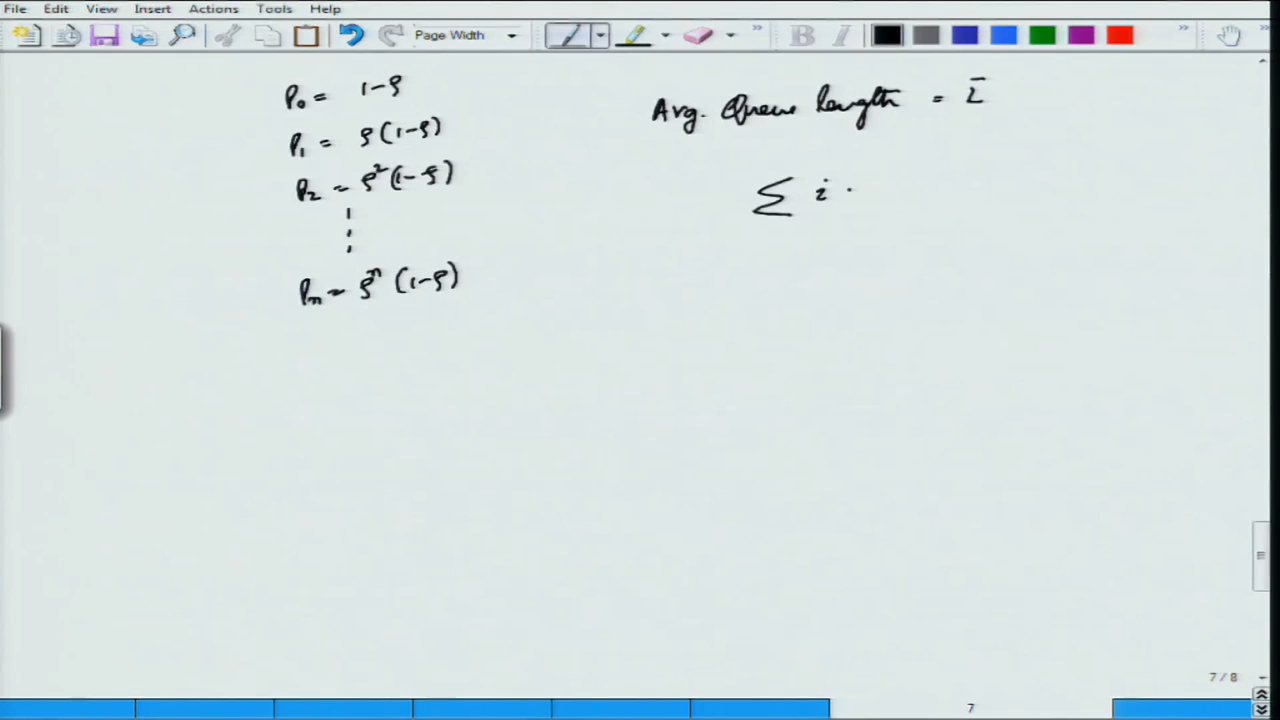 File Edit View Insert Actions Tools Help
Page Width
P₀ = 1-ρ
P₁ = ρ(1-ρ)
P₂ = ρ²(1-ρ)
Pₙ = ρⁿ (1-ρ)
Avg. Queue length = L̄
∑ i ·
7 / 8
7